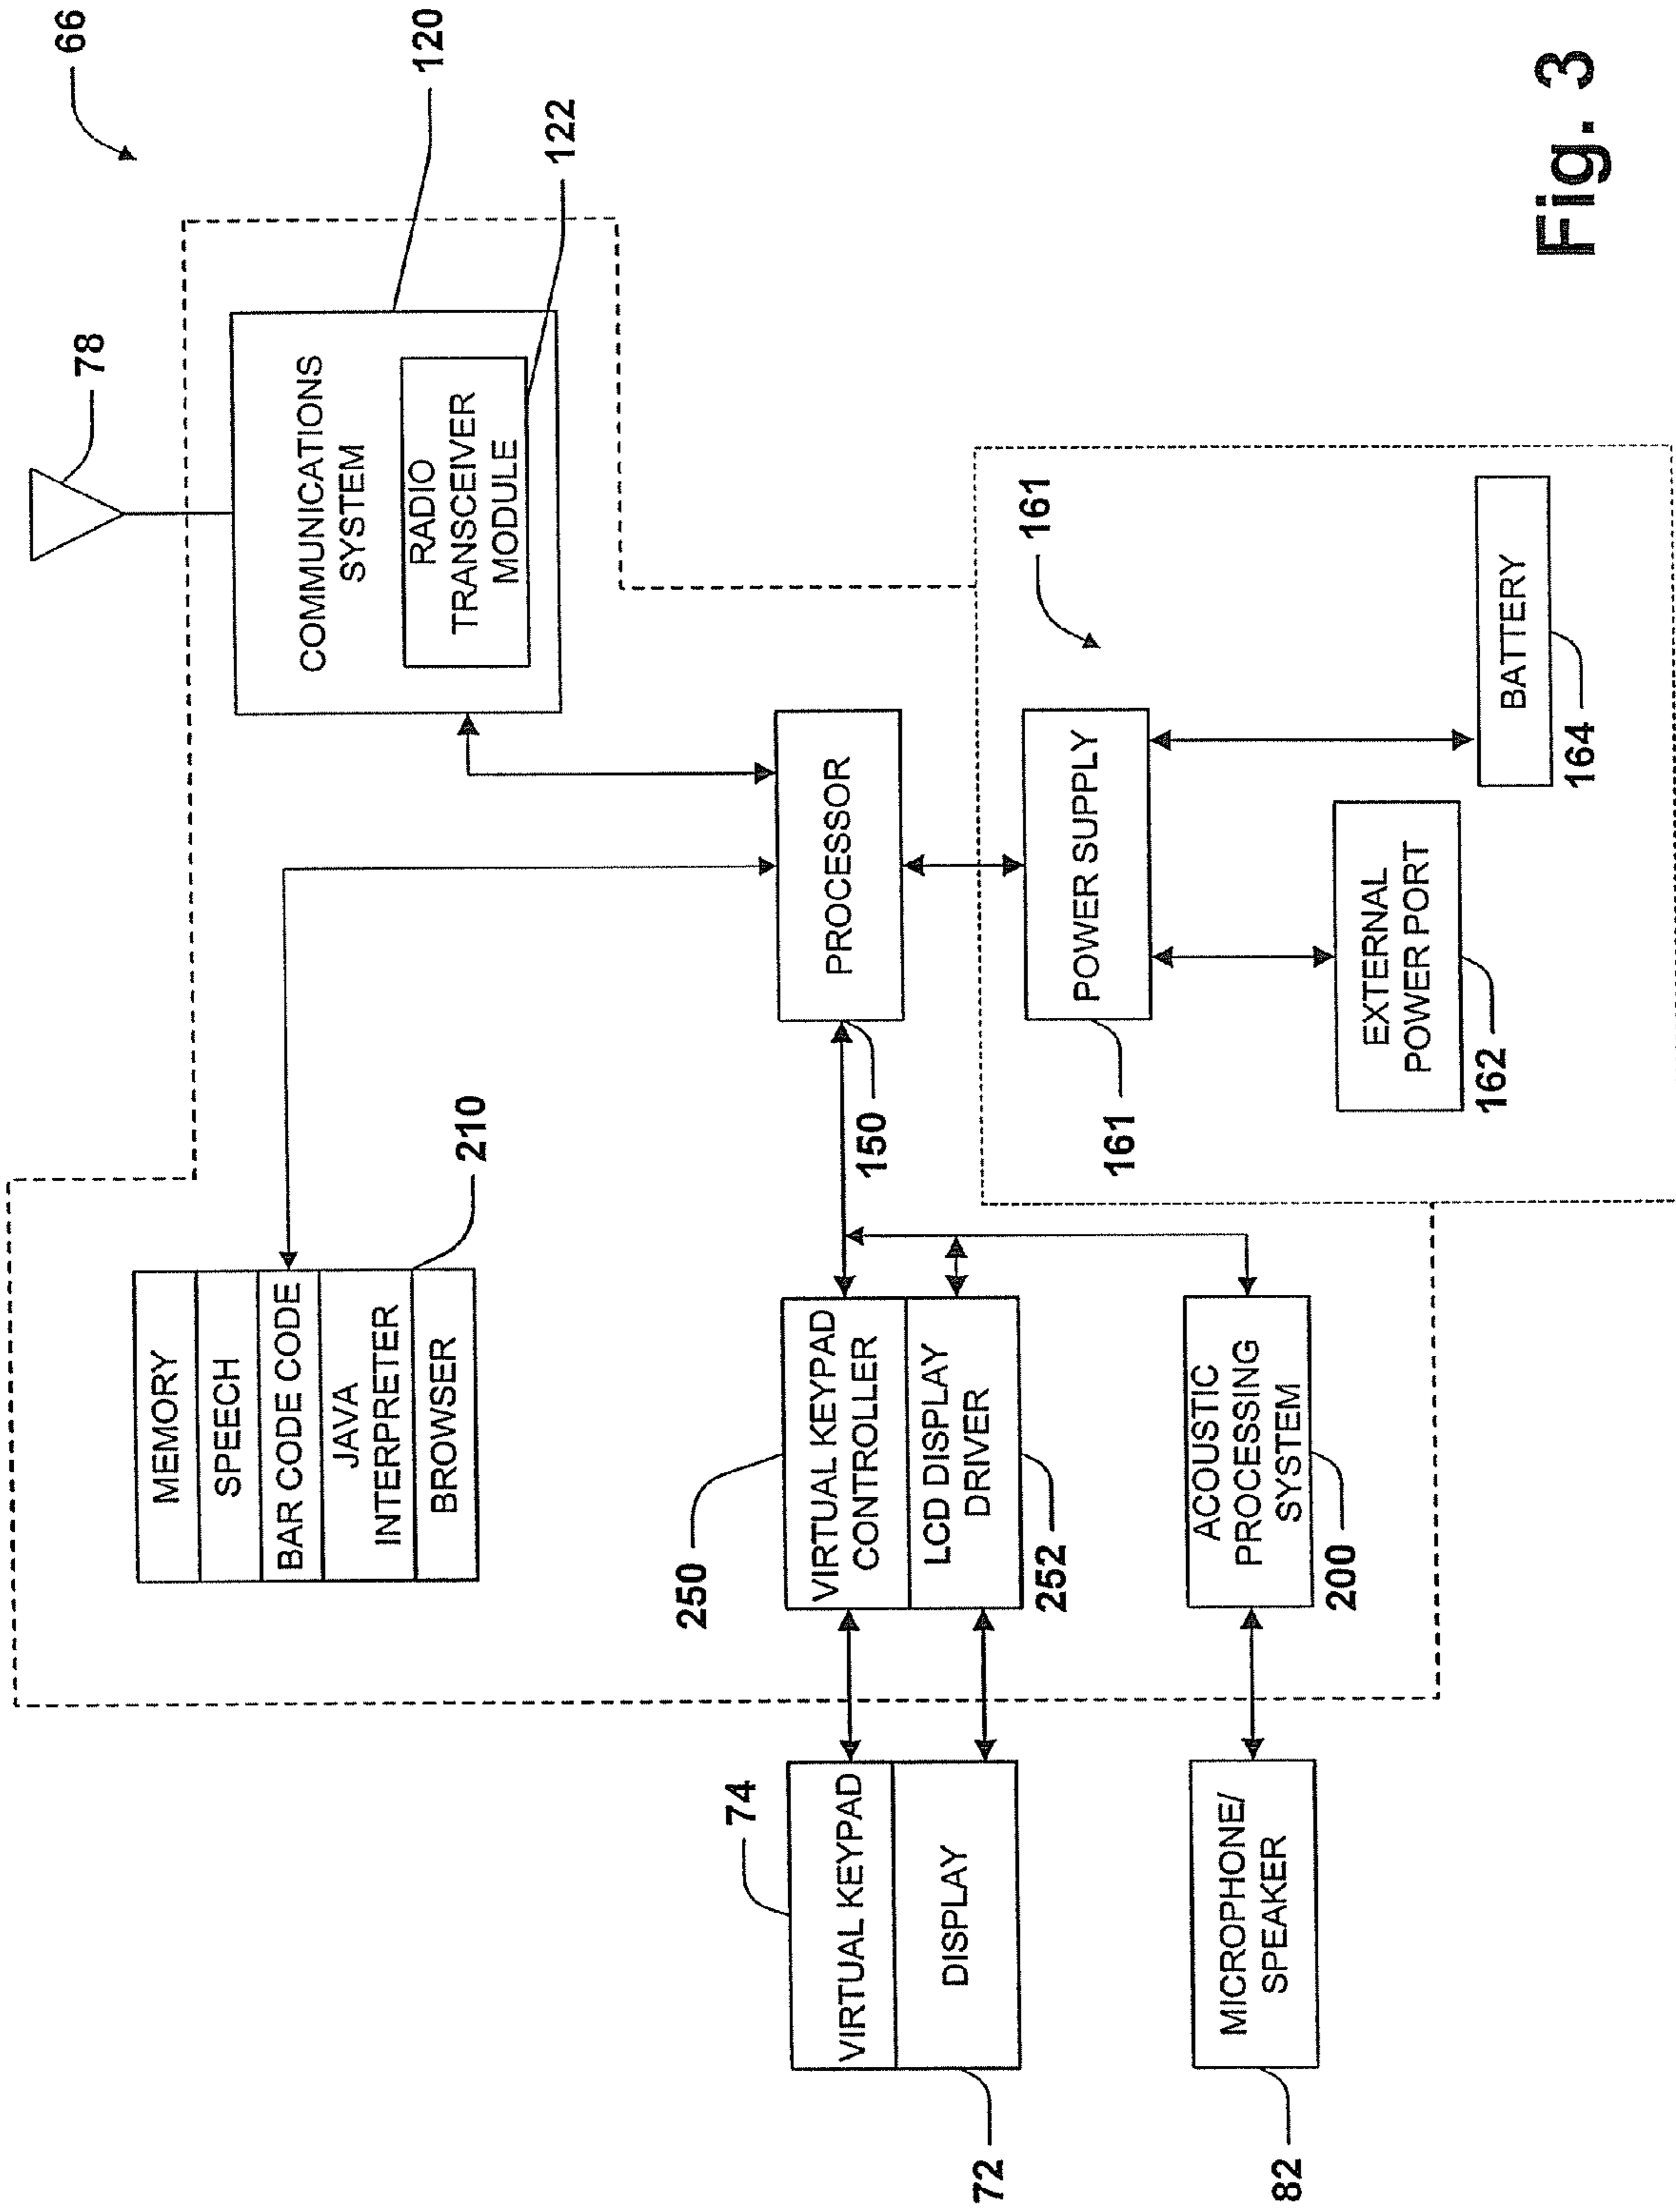 66
78
120
COMMUNICATIONS
SYSTEM
RADIO
TRANSCEIVER
MODULE
122
MEMORY
SPEECH
BAR CODE CODE
JAVA
INTERPRETER
BROWSER
210
PROCESSOR
150
74
VIRTUAL KEYPAD
DISPLAY
72
250
VIRTUAL KEYPAD
CONTROLLER
LCD DISPLAY
DRIVER
252
161
POWER SUPPLY
161
EXTERNAL
POWER PORT
162
BATTERY
164
MICROPHONE/
SPEAKER
82
ACOUSTIC
PROCESSING
SYSTEM
200
Fig. 3